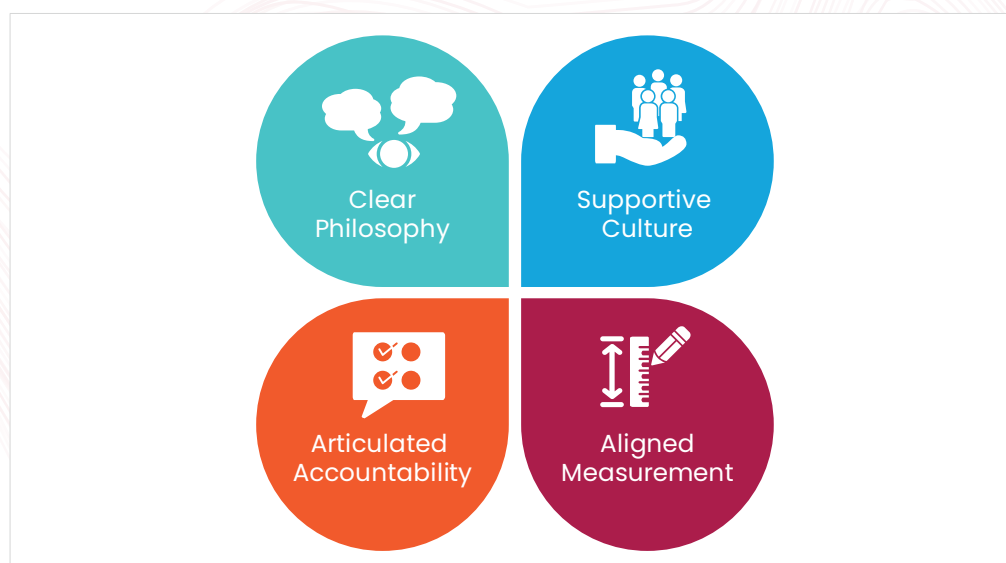 Clear
Philosophy
Supportive
Culture
Articulated
Accountability
Aligned
Measurement